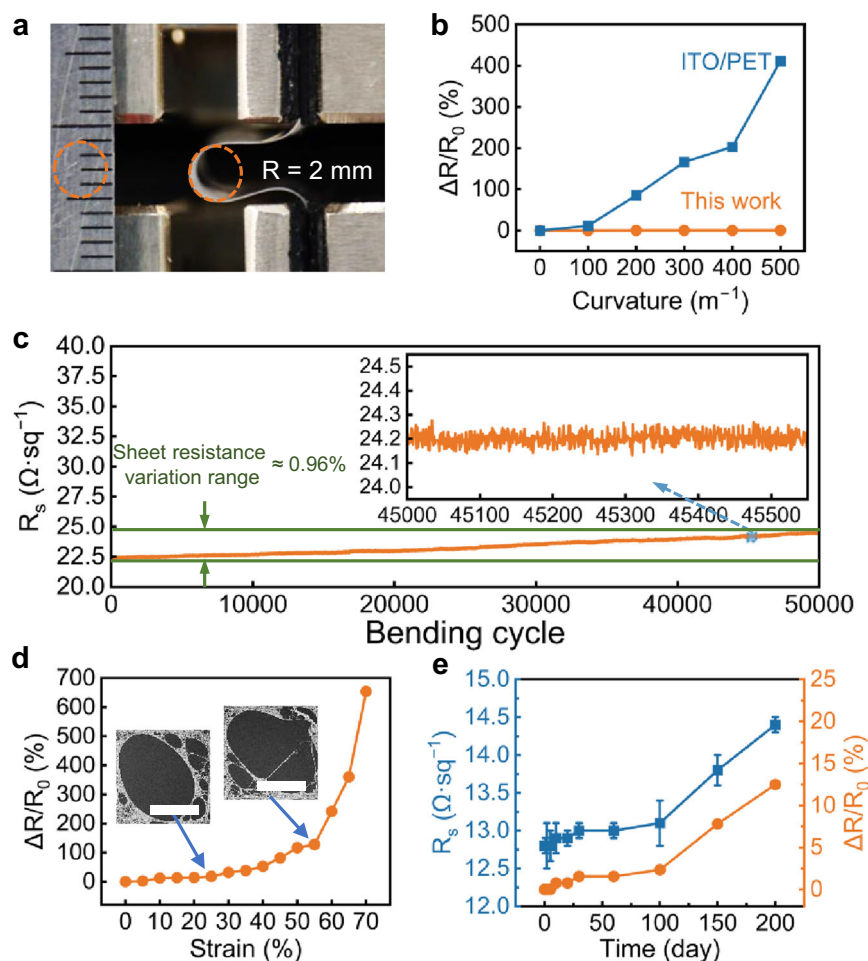 a
R = 2 mm
b
500
400
300
200
100
0
ΔR/R₀ (%)
ITO/PET
This work
0 100 200 300 400 500
Curvature (m⁻¹)
c
40.0
37.5
35.0
32.5
30.0
27.5
25.0
22.5
20.0
Rₛ (Ω·sq⁻¹)
Sheet resistance
variation range ≈ 0.96%
24.5
24.4
24.3
24.2
24.1
24.0
45000 45100 45200 45300 45400 45500
0 10000 20000 30000 40000 50000
Bending cycle
d
700
600
500
400
300
200
100
0
ΔR/R₀ (%)
0 10 20 30 40 50 60 70
Strain (%)
e
15.0
14.5
14.0
13.5
13.0
12.5
12.0
Rₛ (Ω·sq⁻¹)
25
20
15
10
5
0
ΔR/R₀ (%)
0 50 100 150 200
Time (day)